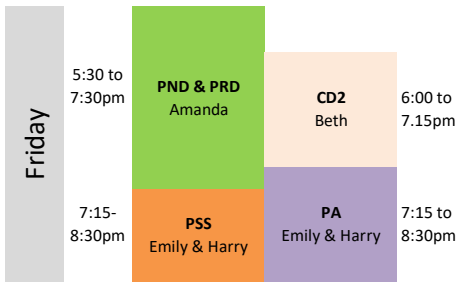 Friday
5:30 to
7:30pm
PND & PRD
Amanda
CD2
Beth
6:00 to
7.15pm
7:15-
8:30pm
PSS
Emily & Harry
PA
Emily & Harry
7:15 to
8:30pm